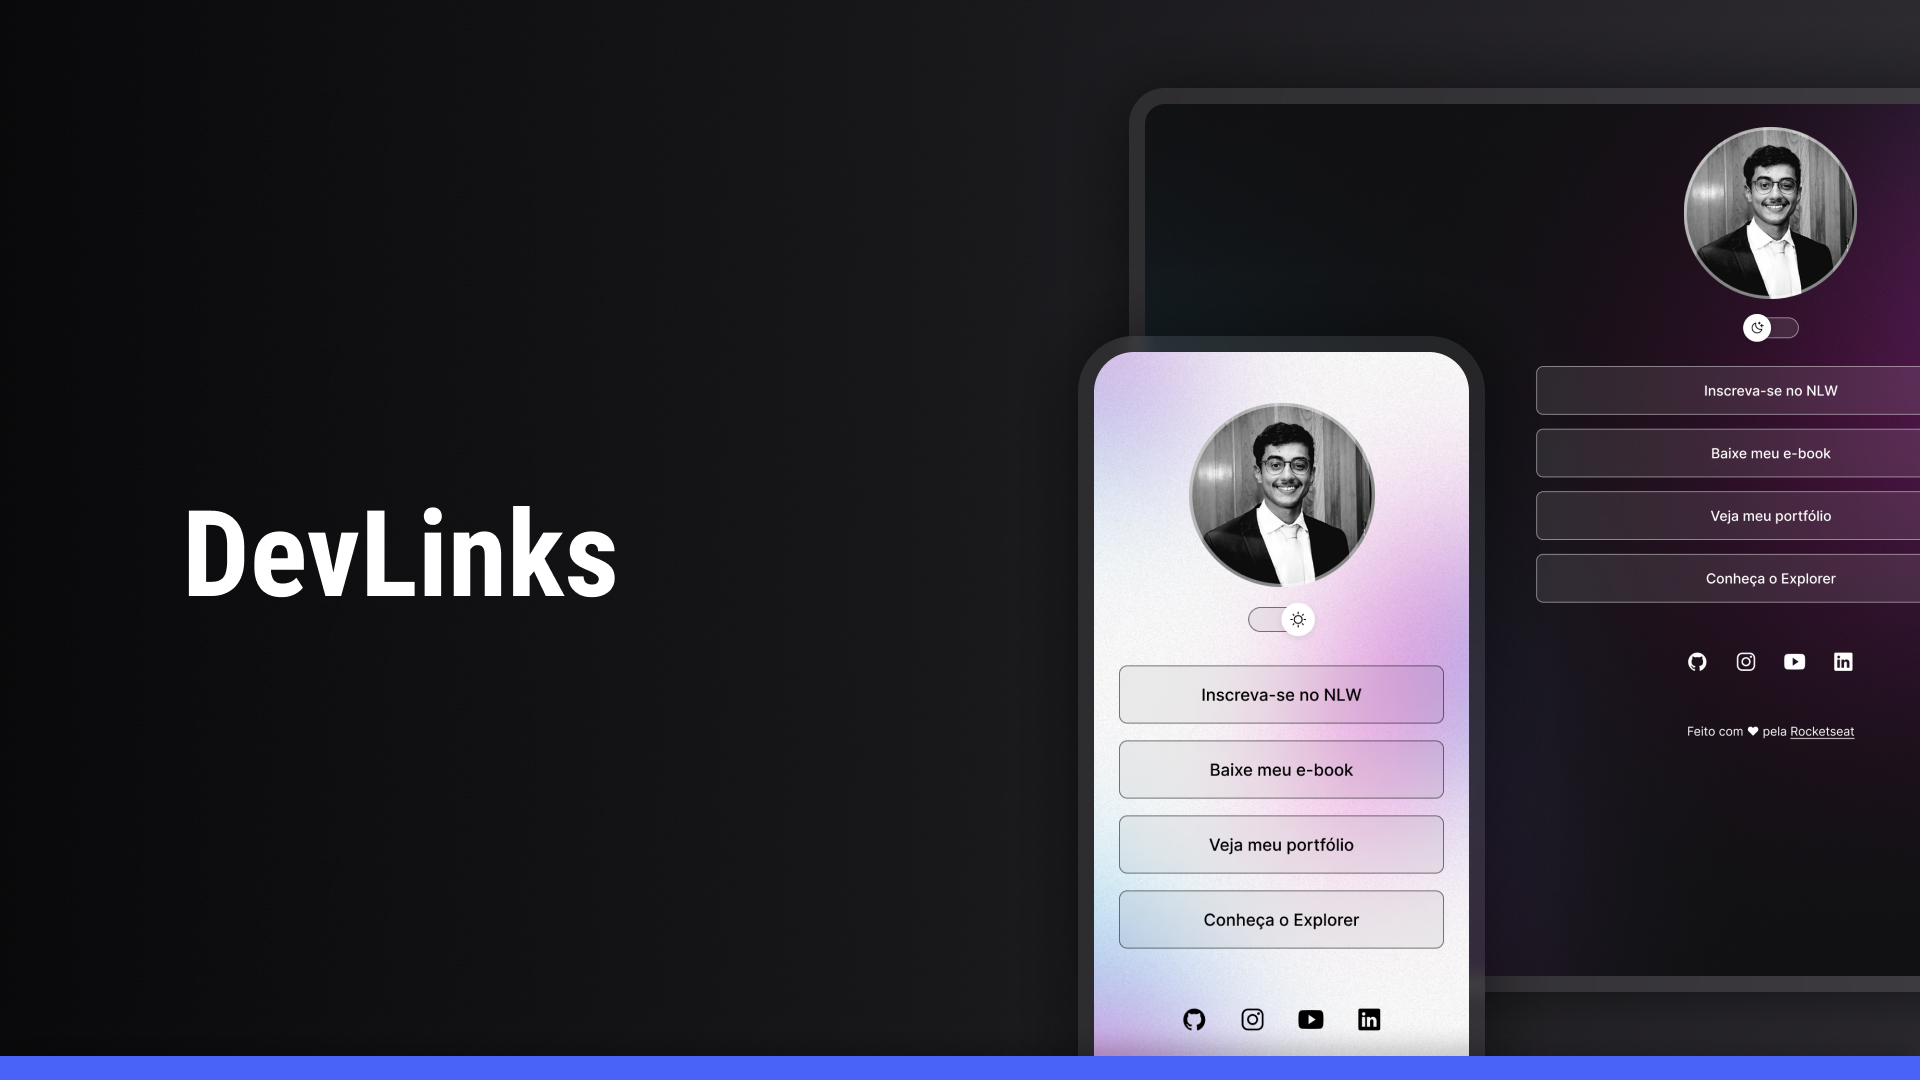 DevLinks
Inscreva-se no NLW
Baixe meu e-book
Veja meu portfólio
Conheça o Explorer
Inscreva-se no NLW
Baixe meu e-book
Veja meu portfólio
Conheça o Explorer
Feito com ♥ pela Rocketseat